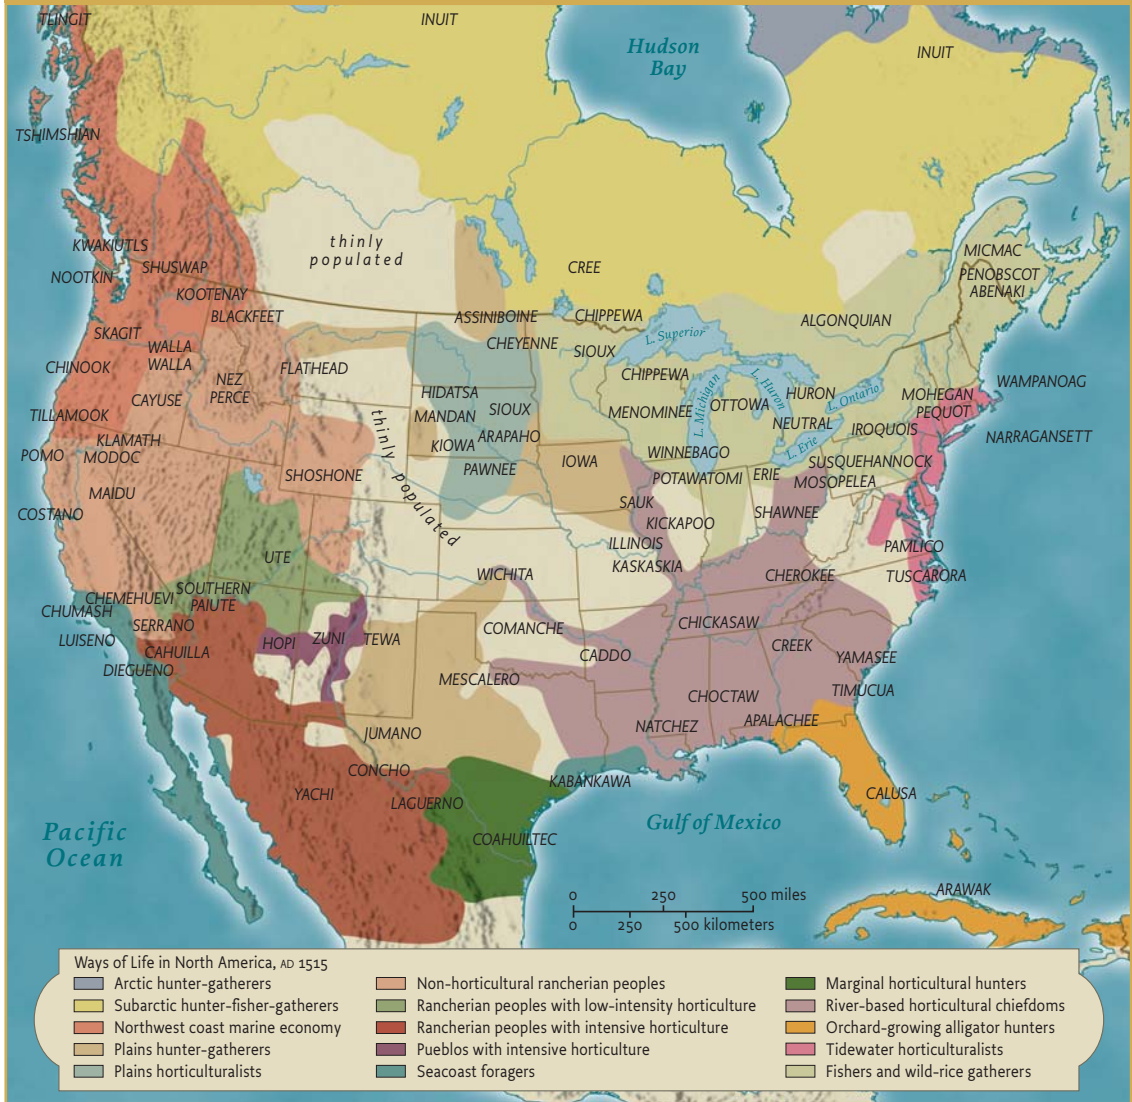 TLINGIT
INUIT
Hudson
Bay
INUIT
TSHIMSHIAN
KWAKIUTLS
NOOTKIN
SHUSWAP
KOOTENAY
BLACKFEET
thinly
populated
CREE
MICMAC
PENOBSCOT
ABENAKI
SKAGIT
WALLA
WALLA
CHINOOK
NEZ
PERCE
CAYUSE
TILLAMOOK
FLATHEAD
ASSINIBOINE
CHEYENNE
CHIPPEWA
SIOUX
L. Superior
ALGONQUIAN
CHIPPEWA
L. Michigan
L. Huron
HURON
L. Ontario
MOHEGAN
PEQUOT
WAMPANOAG
NARRAGANSETT
HIDATSA
MANDAN
SIOUX
KIOWA
ARAPAHO
PAWNEE
MENOMINEE
OTTOWA
NEUTRAL
L. Erie
IROQUOIS
WINNEBAGO
POTAWATOMI
ERIE
SUSQUEHANNOCK
MOSOPELEA
KLAMATH
MODOC
POMO
MAIDU
COSTANO
SHOSHONE
thinly populated
IOWA
SAUK
KICKAPOO
SHAWNEE
ILLINOIS
KASKASKIA
PAMLICO
TUSCARORA
CHEROKEE
UTE
SOUTHERN
PAIUTE
CHEMEHUEVI
CHUMASH
SERRANO
LUISENO
CAHUILLA
DIEGUENO
HOPI
ZUNI
TEWA
WICHITA
COMANCHE
CADDO
CHICKASAW
CREEK
YAMASEE
MESCALERO
CHOCTAW
TIMUCUA
NATCHEZ
APALACHEE
JUMANO
CONCHO
YACHI
LAGUERNO
KABANKAWA
COAHUILTEC
CALUSA
Pacific
Ocean
Gulf of Mexico
ARAWAK
0 250 500 miles
0 250 500 kilometers
Ways of Life in North America, AD 1515
Arctic hunter-gatherers
Subarctic hunter-fisher-gatherers
Northwest coast marine economy
Plains hunter-gatherers
Plains horticulturalists
Non-horticultural rancherian peoples
Rancherian peoples with low-intensity horticulture
Rancherian peoples with intensive horticulture
Pueblos with intensive horticulture
Seacoast foragers
Marginal horticultural hunters
River-based horticultural chiefdoms
Orchard-growing alligator hunters
Tidewater horticulturalists
Fishers and wild-rice gatherers